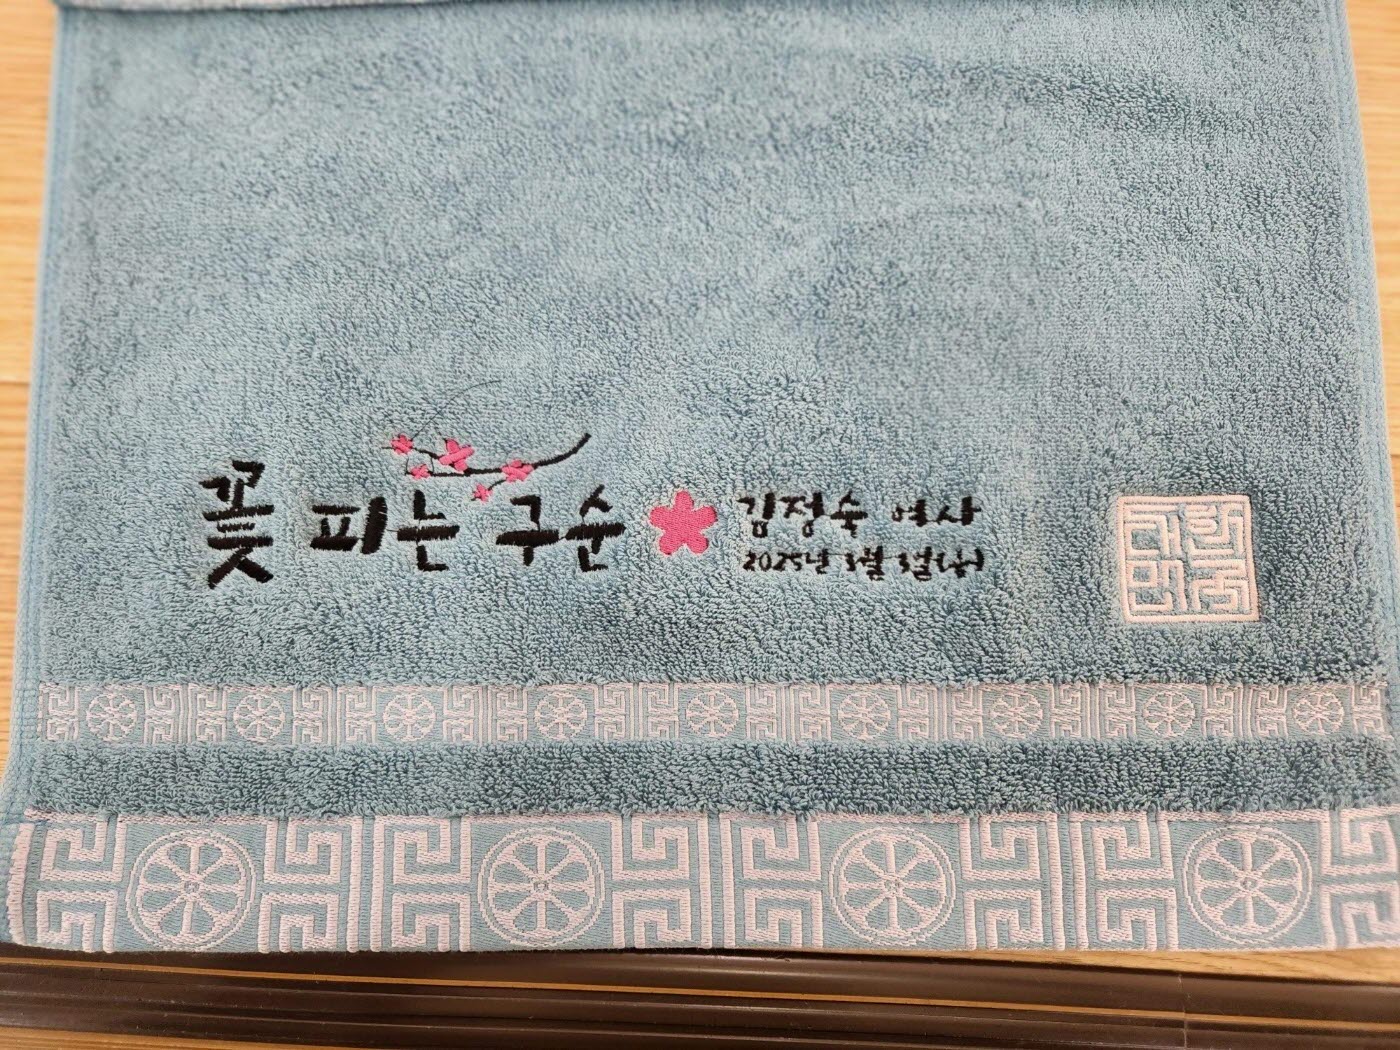 꽃 피는 구순
김정숙 여사
2025년 3월 3일
대한
민국